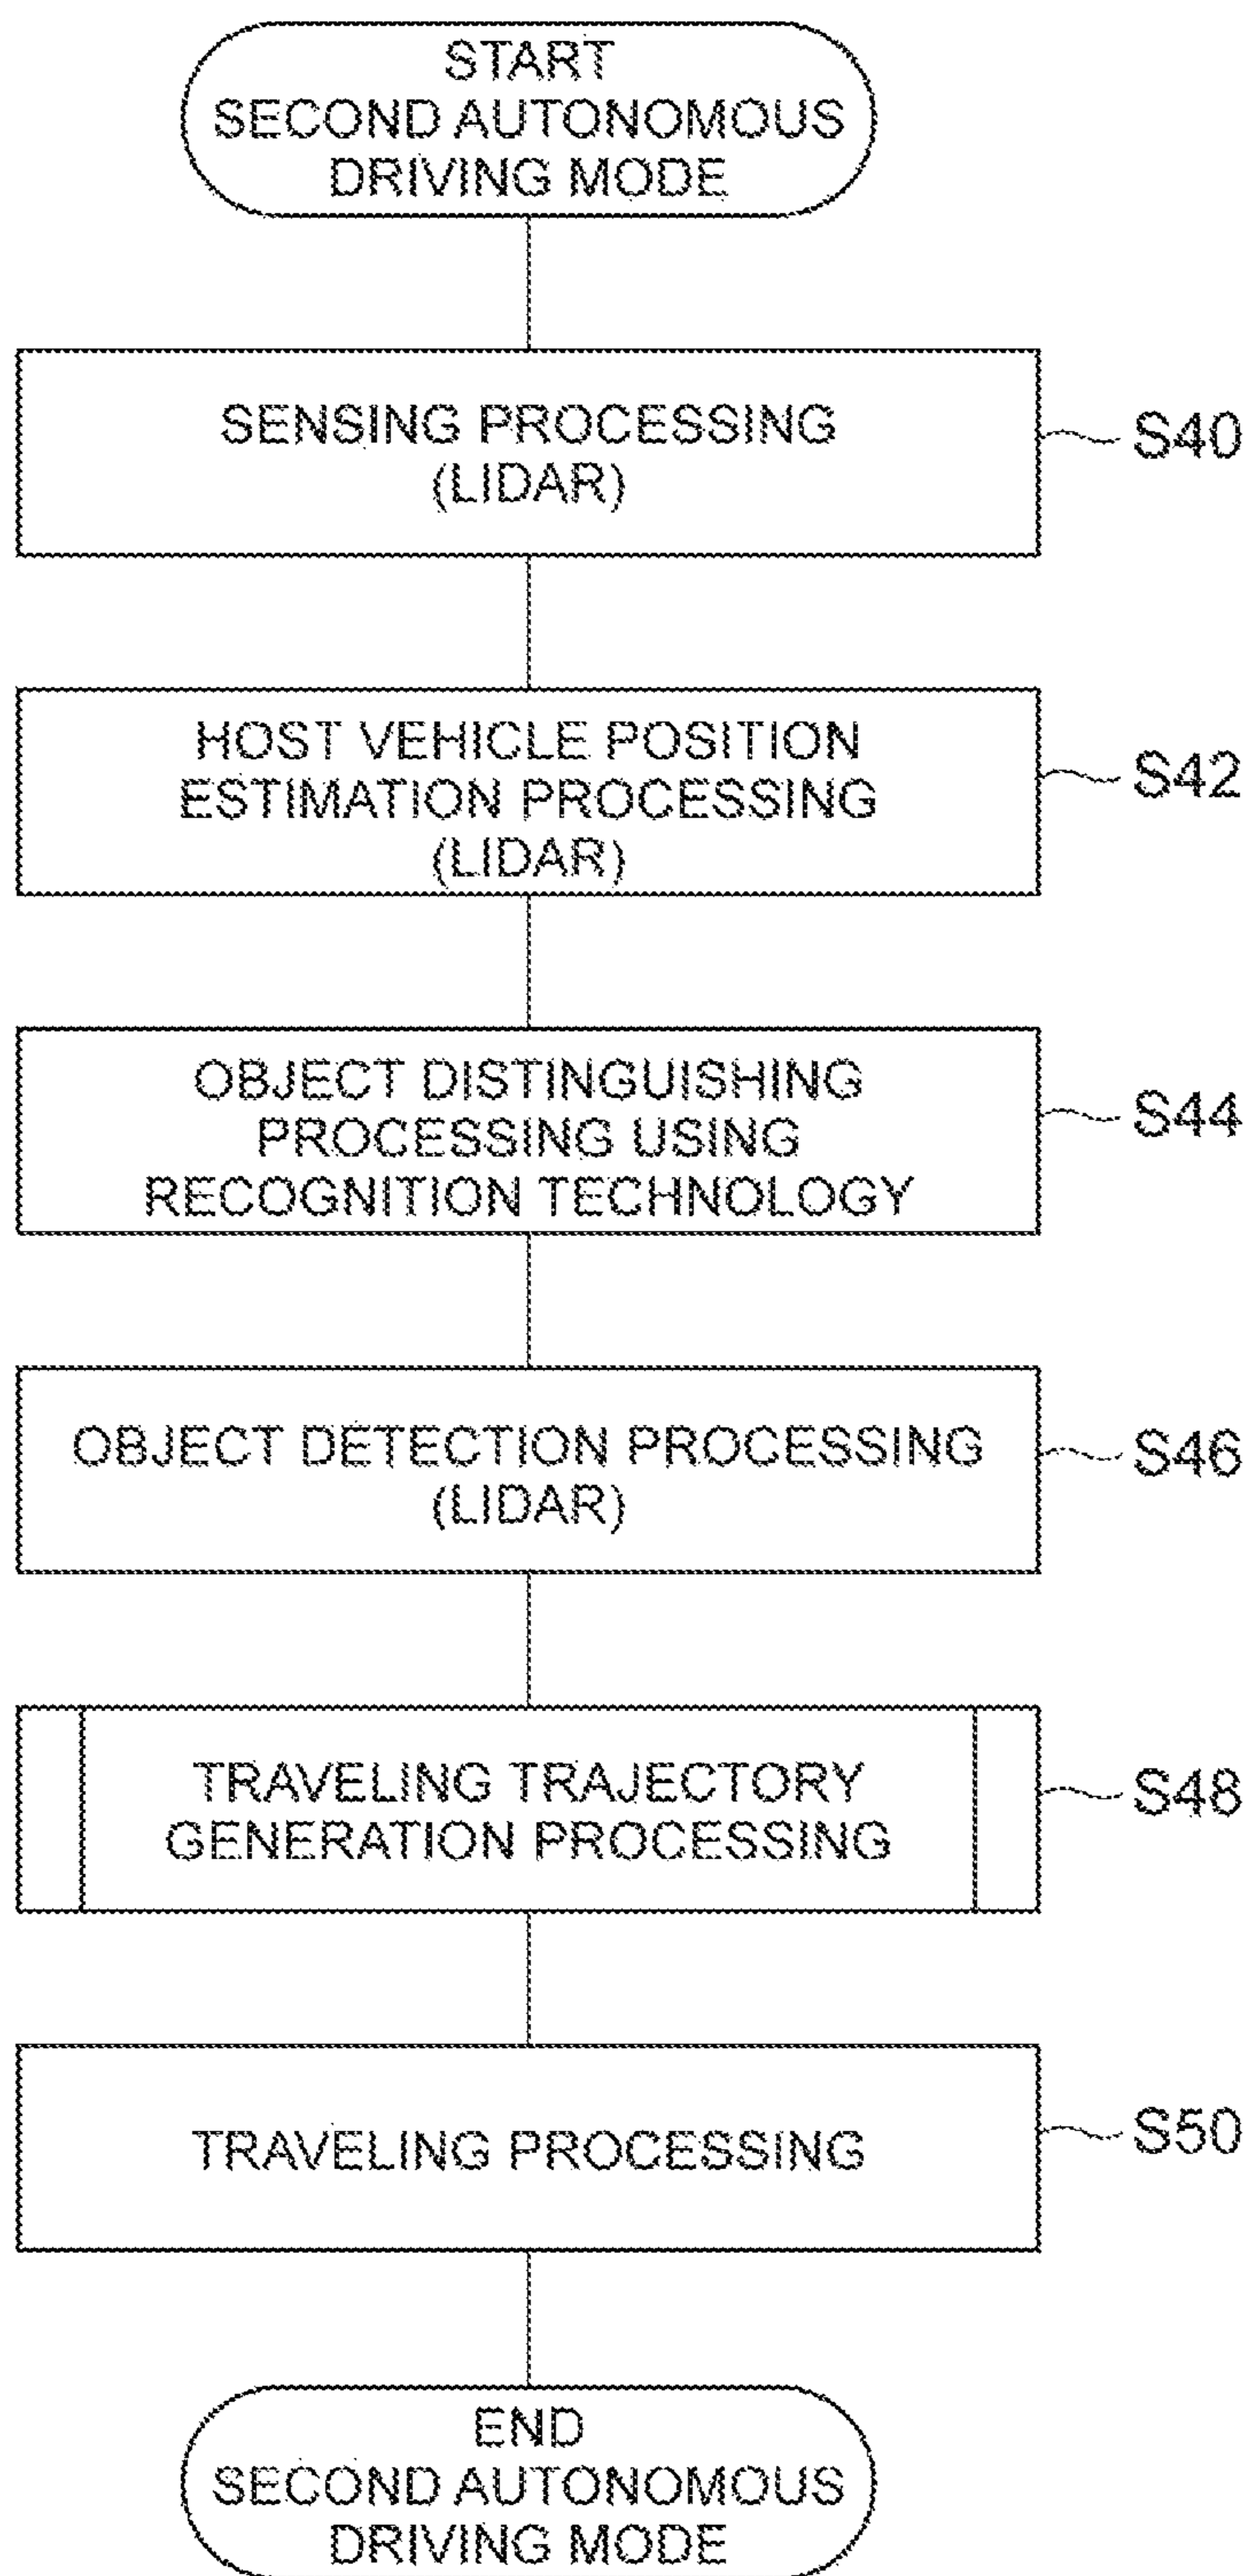 START
SECOND AUTONOMOUS
DRIVING MODE
SENSING PROCESSING
(LIDAR)
S40
HOST VEHICLE POSITION
ESTIMATION PROCESSING
(LIDAR)
S42
OBJECT DISTINGUISHING
PROCESSING USING
RECOGNITION TECHNOLOGY
S44
OBJECT DETECTION PROCESSING
(LIDAR)
S46
TRAVELING TRAJECTORY
GENERATION PROCESSING
S48
TRAVELING PROCESSING
S50
END
SECOND AUTONOMOUS
DRIVING MODE